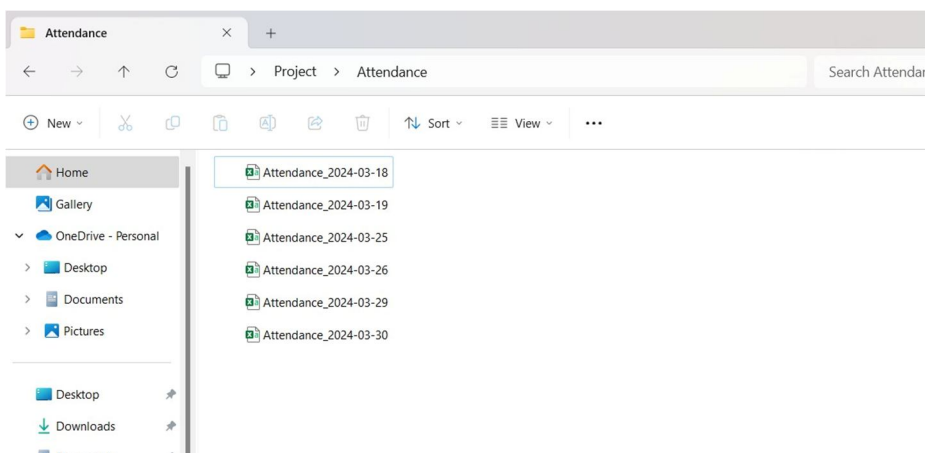 Attendance
Project > Attendance
Search Attendar
New
Sort
View
Home
Gallery
OneDrive - Personal
Desktop
Documents
Pictures
Desktop
Downloads
Attendance_2024-03-18
Attendance_2024-03-19
Attendance_2024-03-25
Attendance_2024-03-26
Attendance_2024-03-29
Attendance_2024-03-30